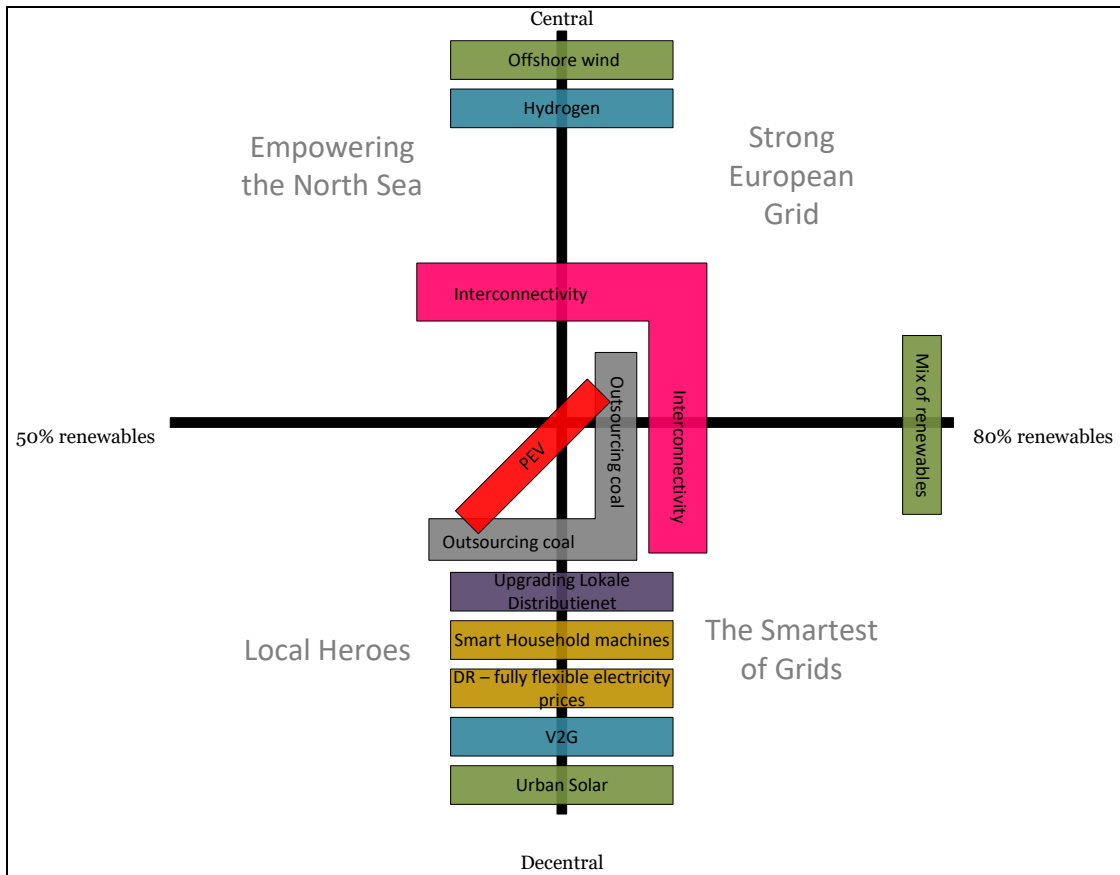 Central
Offshore wind
Hydrogen
Empowering
the North Sea
Strong
European
Grid
Interconnectivity
Interconnectivity
Outsourcing
coal
Mix of
renewables
50% renewables
80% renewables
PEV
Outsourcing coal
Upgrading Lokale
Distributienet
Local Heroes
Smart Household machines
The Smartest
of Grids
DR – fully flexible electricity
prices
V2G
Urban Solar
Decentral